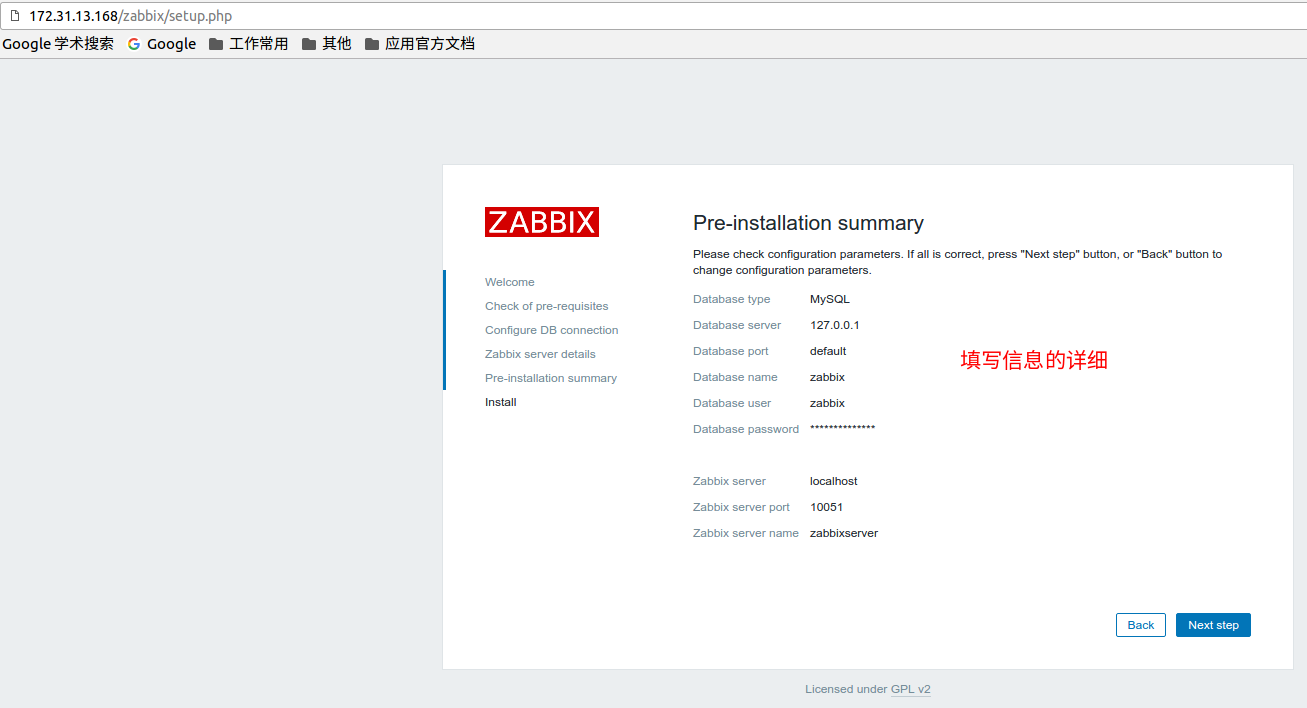 172.31.13.168/zabbix/setup.php
Google 学术搜索 Google 工作常用 其他 应用官方文档
ZABBIX
Welcome
Check of pre-requisites
Configure DB connection
Zabbix server details
Pre-installation summary
Install
Pre-installation summary
Please check configuration parameters. If all is correct, press "Next step" button, or "Back" button to
change configuration parameters.
Database type MySQL
Database server 127.0.0.1
Database port default
Database name zabbix
Database user zabbix
Database password **************
填写信息的详细
Zabbix server localhost
Zabbix server port 10051
Zabbix server name zabbixserver
Back Next step
Licensed under GPL v2